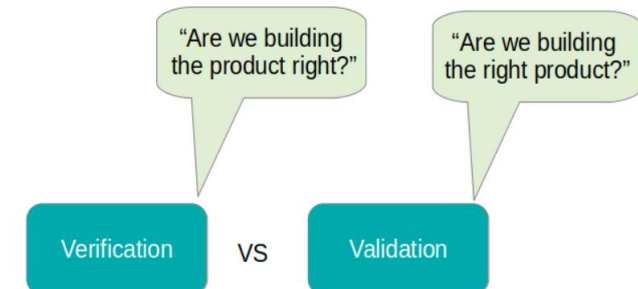 “Are we building
the product right?”
“Are we building
the right product?”
Verification
VS
Validation